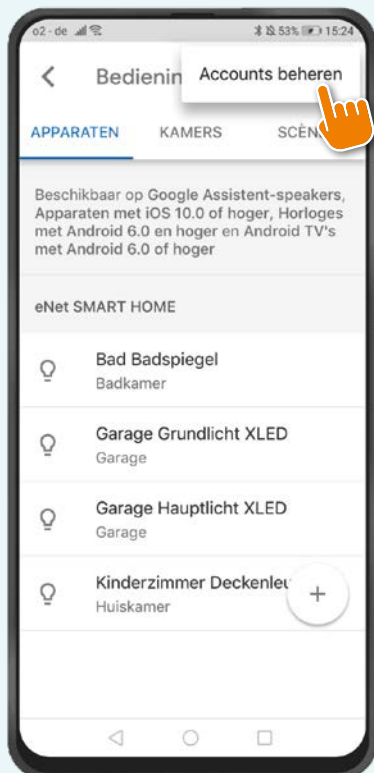 o2 - de 53% 15:24
Bedienin Accounts beheren
APPARATEN KAMERS SCÈN
Beschikbaar op Google Assistent-speakers,
Apparaten met iOS 10.0 of hoger, Horloges
met Android 6.0 en hoger en Android TV's
met Android 6.0 of hoger
eNet SMART HOME
Bad Badspiegel
Badkamer
Garage Grundlicht XLED
Garage
Garage Hauptlicht XLED
Garage
Kinderzimmer Deckenleu
Huiskamer